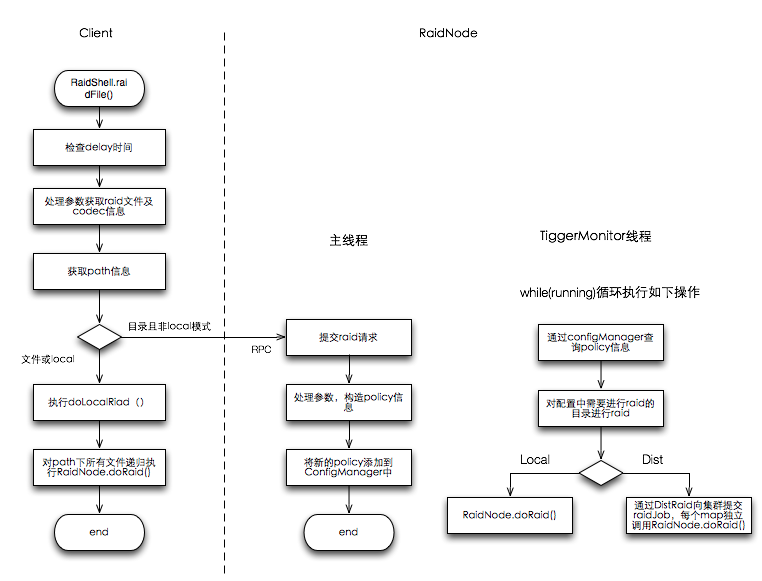 Client
RaidNode
RaidShell.rai
dFile()
检查delay时间
处理参数获取raid文件及
codec信息
获取path信息
目录且非local模式
RPC
文件或local
执行doLocalRiad（）
对path下所有文件递归执
行RaidNode.doRaid()
end
主线程
提交raid请求
处理参数，构造policy信
息
将新的policy添加到
ConfigManager中
end
TiggerMonitor线程
while(running)循环执行如下操作
通过configManager查
询policy信息
对配置中需要进行raid的
目录进行raid
Local
Dist
RaidNode.doRaid()
通过DistRaid向集群提交
raidJob，每个map独立
调用RaidNode.doRaid()